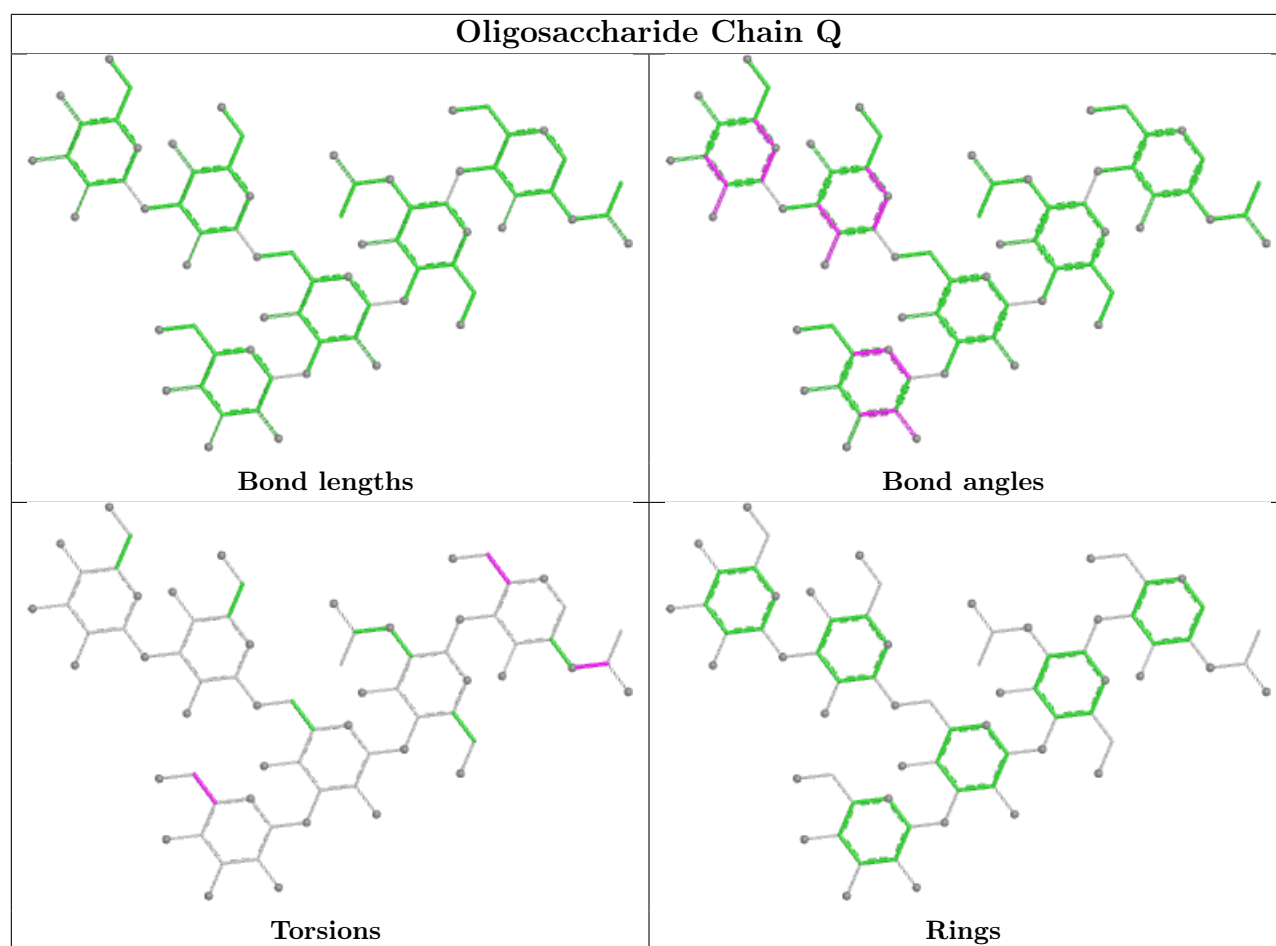 Oligosaccharide Chain Q
Bond lengths
Bond angles
Torsions
Rings